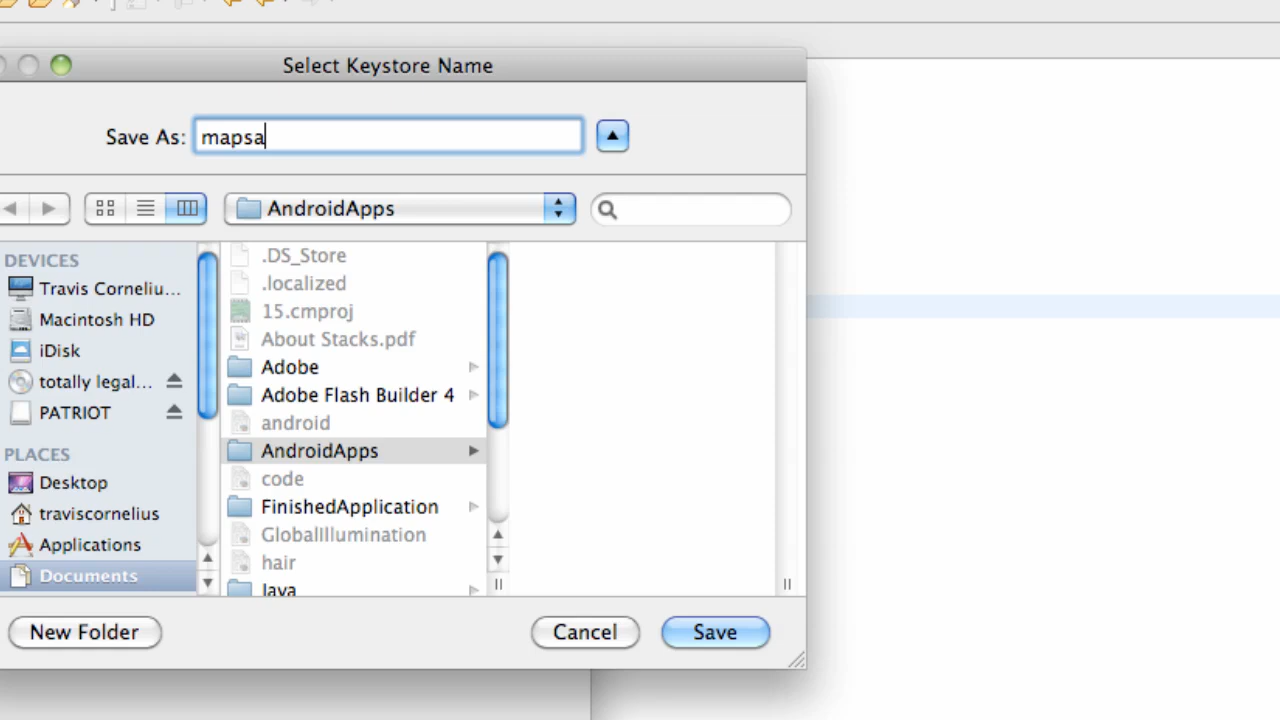 Select Keystore Name
Save As: mapsa
AndroidApps
DEVICES
Travis Corneliu...
Macintosh HD
iDisk
totally legal...
PATRIOT
PLACES
Desktop
traviscornelius
Applications
Documents
.DS_Store
.localized
15.cmproj
About Stacks.pdf
Adobe
Adobe Flash Builder 4
android
AndroidApps
code
FinishedApplication
GlobalIllumination
hair
Java
New Folder
Cancel
Save